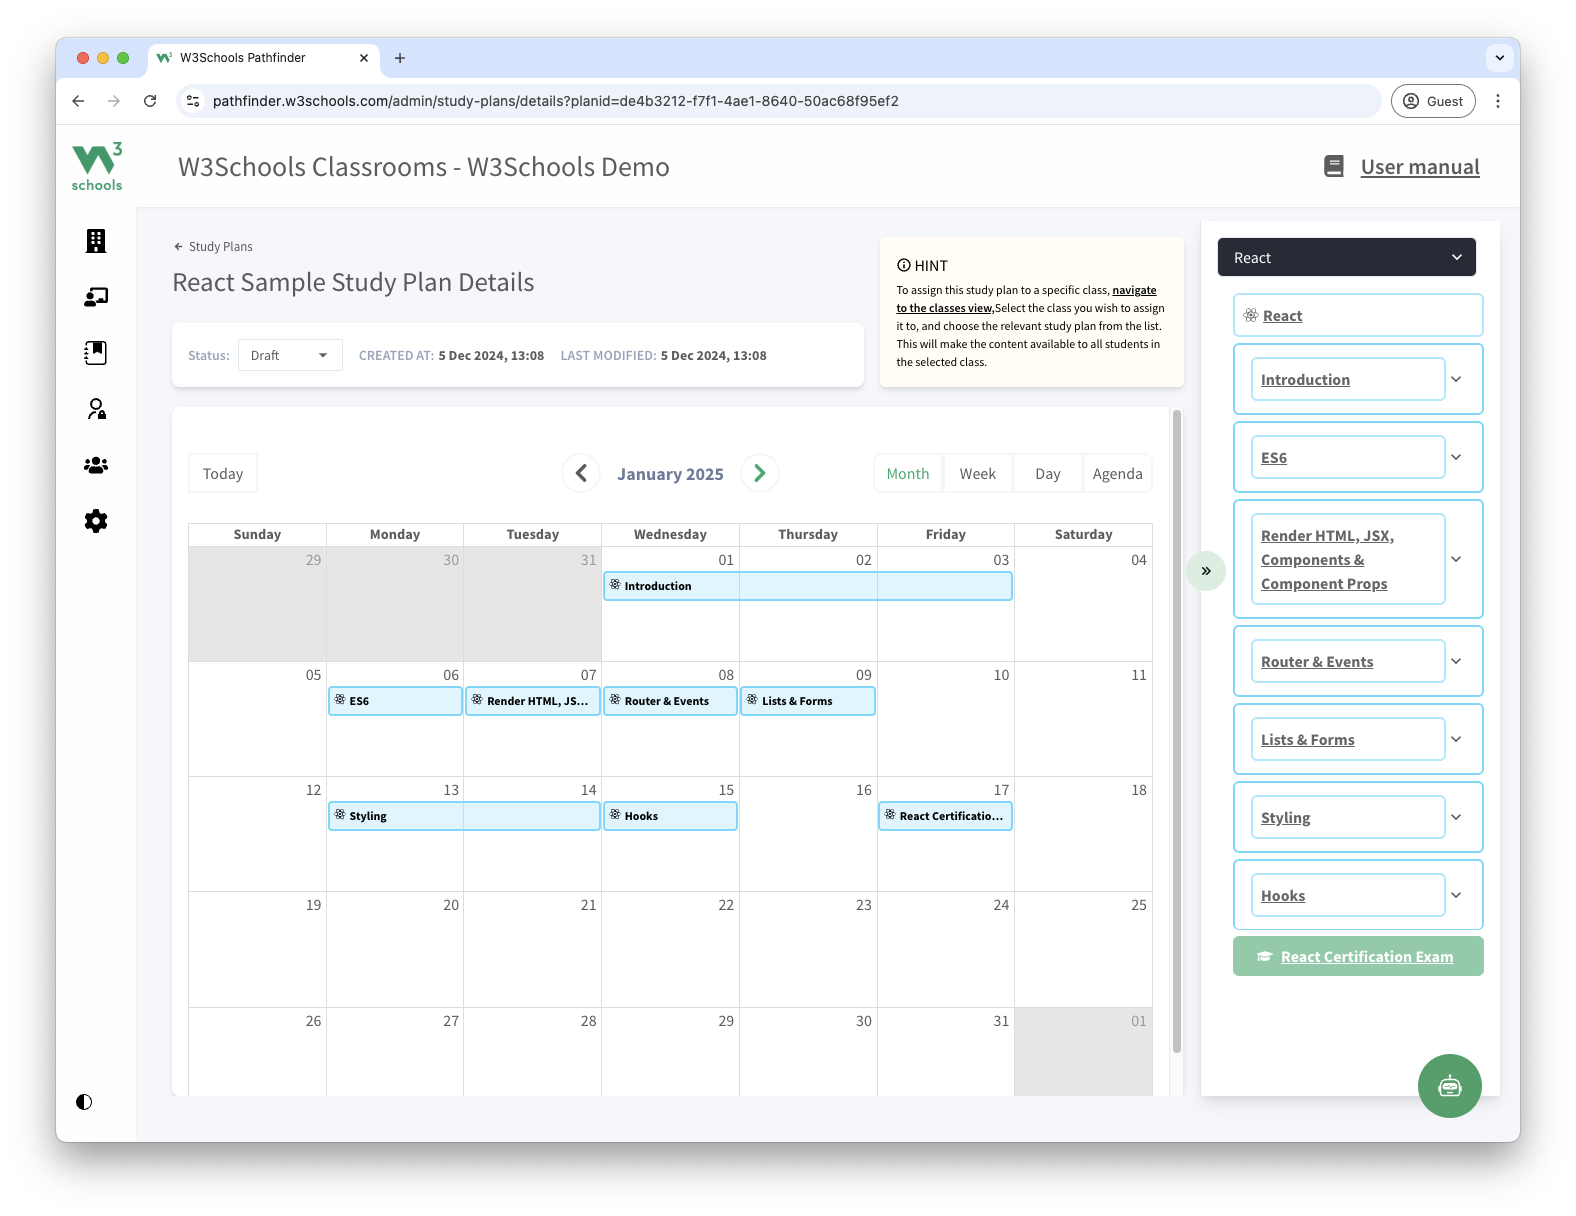 W3Schools Pathfinder
pathfinder.w3schools.com/admin/study-plans/details?planid=de4b3212-f7f1-4ae1-8640-50ac68f95ef2
Guest
W3 schools
W3Schools Classrooms - W3Schools Demo
User manual
Study Plans
React Sample Study Plan Details
Status: Draft CREATED AT: 5 Dec 2024, 13:08 LAST MODIFIED: 5 Dec 2024, 13:08
HINT
To assign this study plan to a specific class, navigate
to the classes view,Select the class you wish to assign
it to, and choose the relevant study plan from the list.
This will make the content available to all students in
the selected class.
Today
January 2025
Month Week Day Agenda
Sunday Monday Tuesday Wednesday Thursday Friday Saturday
29 30 31 01 02 03 04
Introduction
05 06 07 08 09 10 11
ES6 Render HTML, JS... Router & Events Lists & Forms
12 13 14 15 16 17 18
Styling Hooks React Certificatio...
19 20 21 22 23 24 25
26 27 28 29 30 31 01
React
React
Introduction
ES6
Render HTML, JSX,
Components &
Component Props
Router & Events
Lists & Forms
Styling
Hooks
React Certification Exam